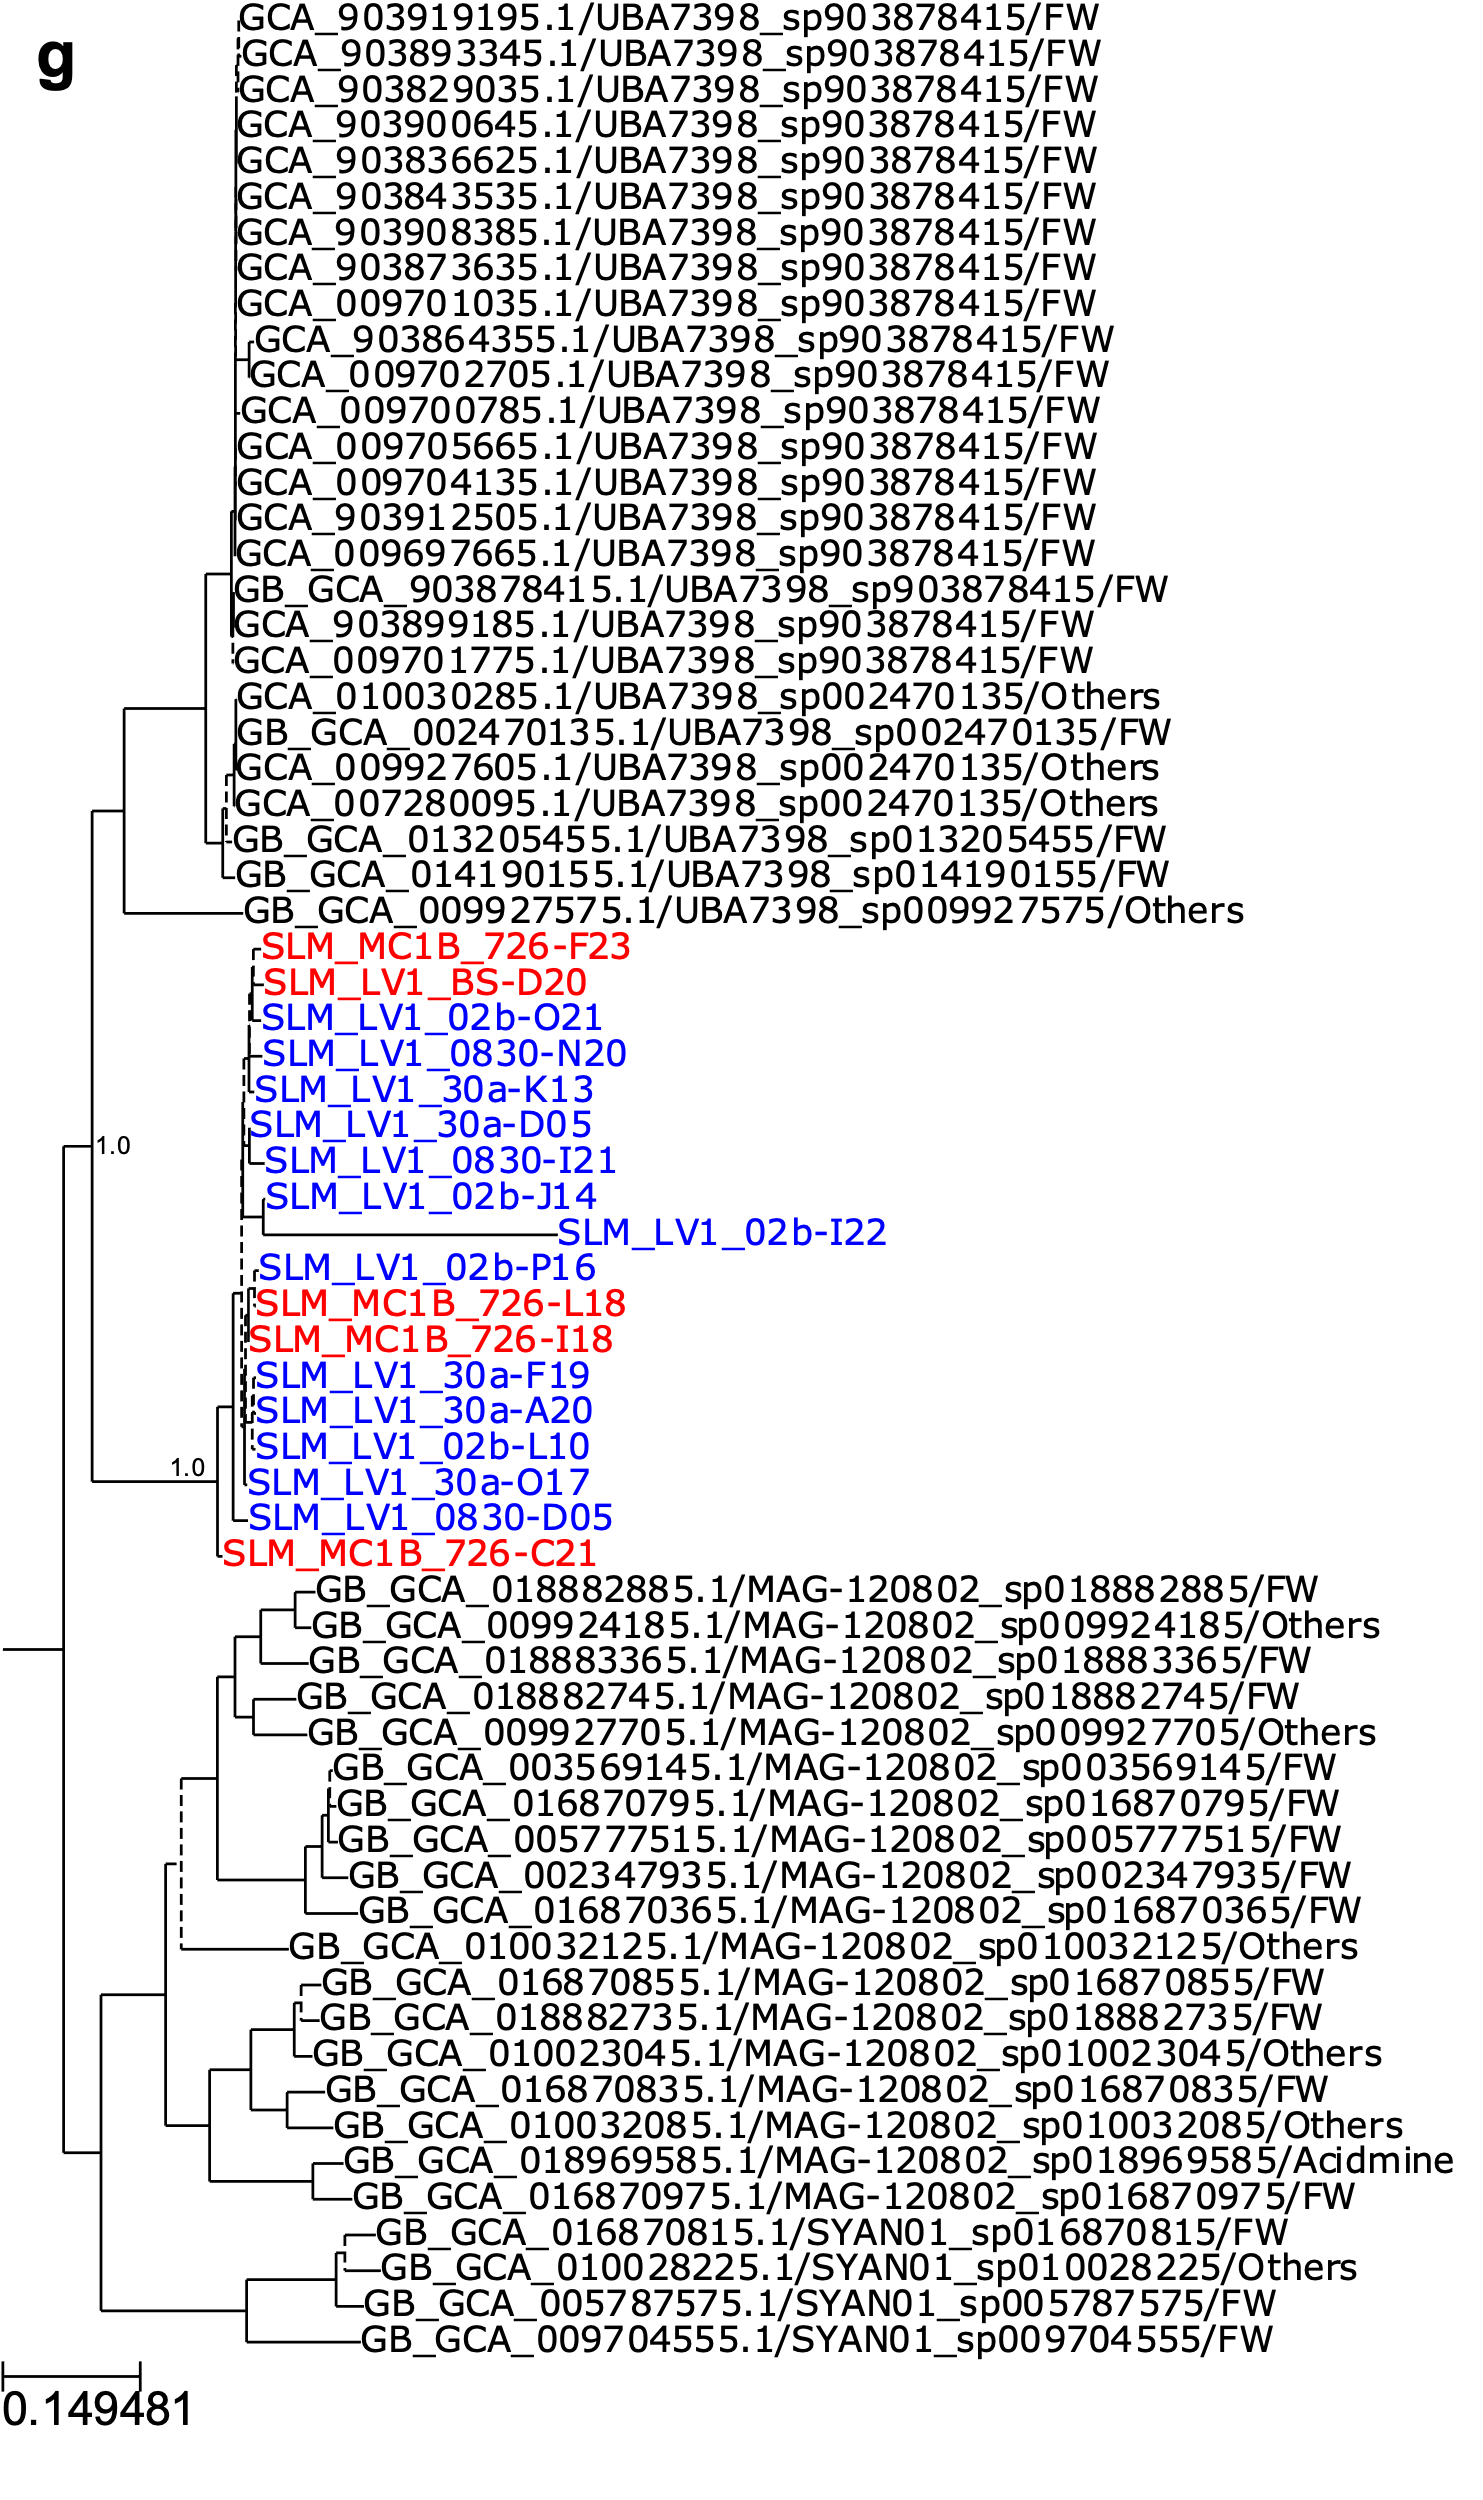 g
GCA_903919195.1/UBA7398_sp903878415/FW
GCA_903893345.1/UBA7398_sp903878415/FW
GCA_903829035.1/UBA7398_sp903878415/FW
GCA_903900645.1/UBA7398_sp903878415/FW
GCA_903836625.1/UBA7398_sp903878415/FW
GCA_903843535.1/UBA7398_sp903878415/FW
GCA_903908385.1/UBA7398_sp903878415/FW
GCA_903873635.1/UBA7398_sp903878415/FW
GCA_009701035.1/UBA7398_sp903878415/FW
GCA_903864355.1/UBA7398_sp903878415/FW
GCA_009702705.1/UBA7398_sp903878415/FW
GCA_009700785.1/UBA7398_sp903878415/FW
GCA_009705665.1/UBA7398_sp903878415/FW
GCA_009704135.1/UBA7398_sp903878415/FW
GCA_903912505.1/UBA7398_sp903878415/FW
GCA_009697665.1/UBA7398_sp903878415/FW
GB_GCA_903878415.1/UBA7398_sp903878415/FW
GCA_903899185.1/UBA7398_sp903878415/FW
GCA_009701775.1/UBA7398_sp903878415/FW
GCA_010030285.1/UBA7398_sp002470135/Others
GB_GCA_002470135.1/UBA7398_sp002470135/FW
GCA_009927605.1/UBA7398_sp002470135/Others
GCA_007280095.1/UBA7398_sp002470135/Others
GB_GCA_013205455.1/UBA7398_sp013205455/FW
GB_GCA_014190155.1/UBA7398_sp014190155/FW
GB_GCA_009927575.1/UBA7398_sp009927575/Others
SLM_MC1B_726-F23
SLM_LV1_BS-D20
SLM_LV1_02b-O21
SLM_LV1_0830-N20
SLM_LV1_30a-K13
SLM_LV1_30a-D05
1.0
SLM_LV1_0830-I21
SLM_LV1_02b-J14
SLM_LV1_02b-I22
SLM_LV1_02b-P16
SLM_MC1B_726-L18
SLM_MC1B_726-I18
SLM_LV1_30a-F19
SLM_LV1_30a-A20
SLM_LV1_02b-L10
1.0
SLM_LV1_30a-O17
SLM_LV1_0830-D05
SLM_MC1B_726-C21
GB_GCA_018882885.1/MAG-120802_sp018882885/FW
GB_GCA_009924185.1/MAG-120802_sp009924185/Others
GB_GCA_018883365.1/MAG-120802_sp018883365/FW
GB_GCA_018882745.1/MAG-120802_sp018882745/FW
GB_GCA_009927705.1/MAG-120802_sp009927705/Others
GB_GCA_003569145.1/MAG-120802_sp003569145/FW
GB_GCA_016870795.1/MAG-120802_sp016870795/FW
GB_GCA_005777515.1/MAG-120802_sp005777515/FW
GB_GCA_002347935.1/MAG-120802_sp002347935/FW
GB_GCA_016870365.1/MAG-120802_sp016870365/FW
GB_GCA_010032125.1/MAG-120802_sp010032125/Others
GB_GCA_016870855.1/MAG-120802_sp016870855/FW
GB_GCA_018882735.1/MAG-120802_sp018882735/FW
GB_GCA_010023045.1/MAG-120802_sp010023045/Others
GB_GCA_016870835.1/MAG-120802_sp016870835/FW
GB_GCA_010032085.1/MAG-120802_sp010032085/Others
GB_GCA_018969585.1/MAG-120802_sp018969585/Acidmine
GB_GCA_016870975.1/MAG-120802_sp016870975/FW
GB_GCA_016870815.1/SYAN01_sp016870815/FW
GB_GCA_010028225.1/SYAN01_sp010028225/Others
GB_GCA_005787575.1/SYAN01_sp005787575/FW
GB_GCA_009704555.1/SYAN01_sp009704555/FW
0.149481